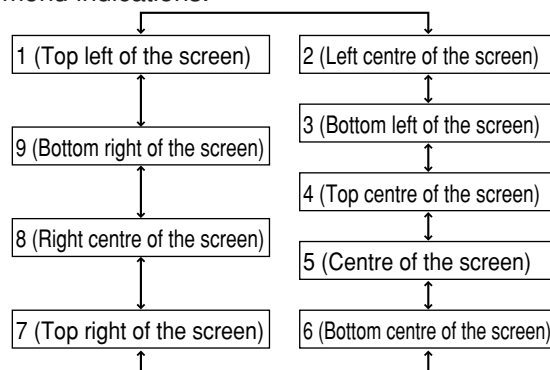 menu indications.
1 (Top left of the screen)
2 (Left centre of the screen)
3 (Bottom left of the screen)
9 (Bottom right of the screen)
4 (Top centre of the screen)
8 (Right centre of the screen)
5 (Centre of the screen)
7 (Top right of the screen)
6 (Bottom centre of the screen)